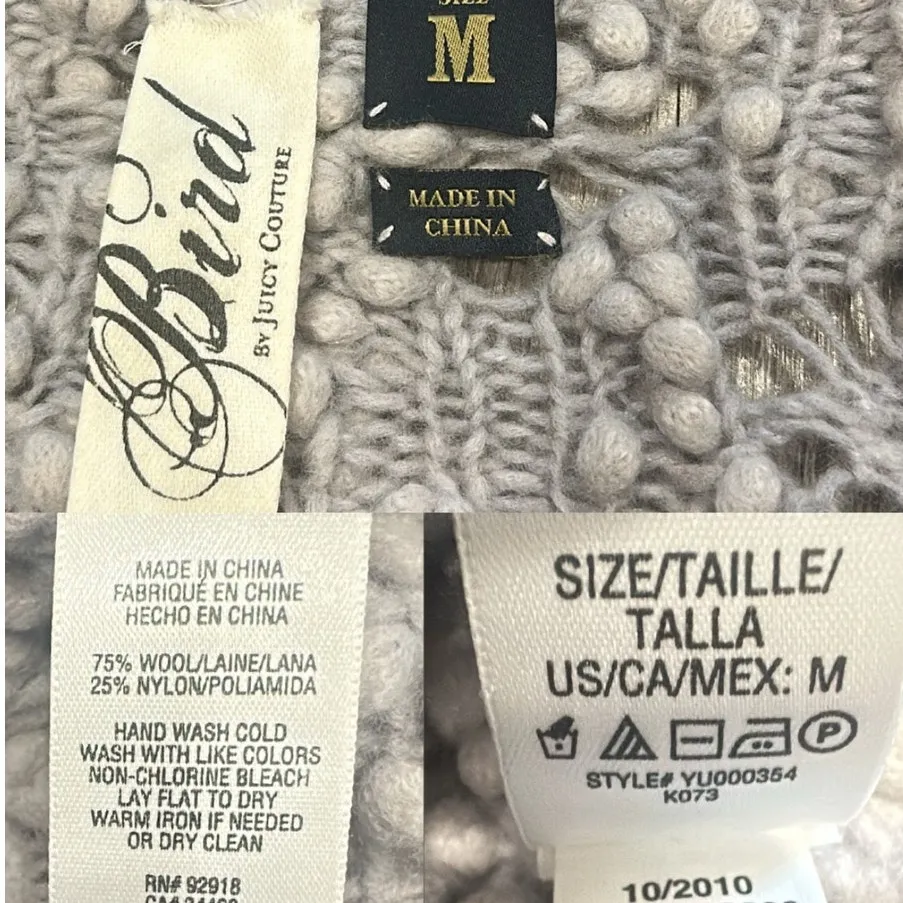 SIZE
M
MADE IN
CHINA
Bird
BY JUICY COUTURE
MADE IN CHINA
FABRIQUÉ EN CHINE
HECHO EN CHINA
75% WOOL/LAINE/LANA
25% NYLON/POLIAMIDA
HAND WASH COLD
WASH WITH LIKE COLORS
NON-CHLORINE BLEACH
LAY FLAT TO DRY
WARM IRON IF NEEDED
OR DRY CLEAN
RN# 92918
SIZE/TAILLE/
TALLA
US/CA/MEX: M
P
STYLE# YU000354
K073
10/2010